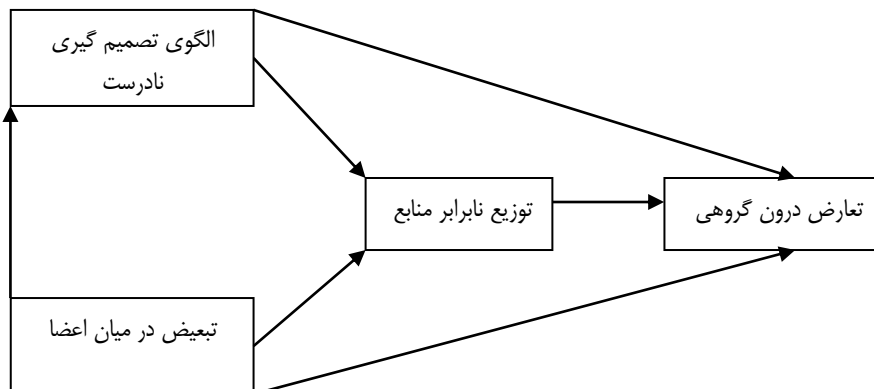 الگوی تصمیم گیری
نادرست
توزیع نابرابر منابع
تعارض درون گروهی
تبعیض در میان اعضا